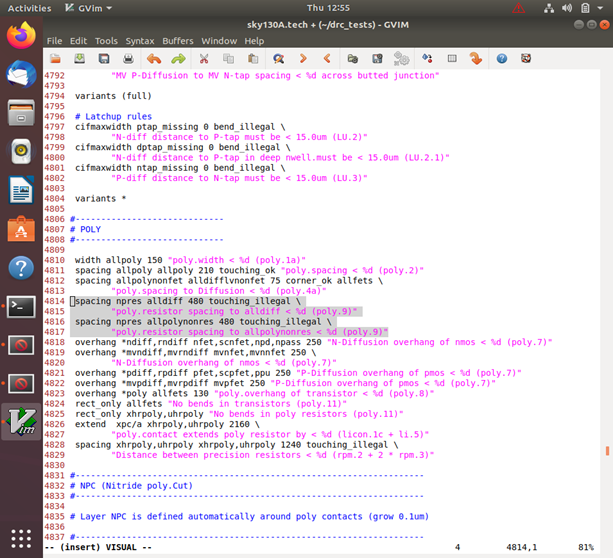 Activities GVim Thu 12:55
sky130A.tech + (~/drc_tests) - GVIM
File Edit Tools Syntax Buffers Window Help
4792 "MV P-Diffusion to MV N-tap spacing < %d across butted junction"
4793
4794 variants (full)
4795
4796 # Latchup rules
4797 cifmaxwidth ptap_missing 0 bend_illegal \
4798 "N-diff distance to P-tap must be < 15.0um (LU.2)"
4799 cifmaxwidth dptap_missing 0 bend_illegal \
4800 "N-diff distance to P-tap in deep nwell.must be < 15.0um (LU.2.1)"
4801 cifmaxwidth ntap_missing 0 bend_illegal \
4802 "P-diff distance to N-tap must be < 15.0um (LU.3)"
4803
4804 variants *
4805
4806 #-----------------------------
4807 # POLY
4808 #-----------------------------
4809
4810 width allpoly 150 "poly.width < %d (poly.1a)"
4811 spacing allpoly allpoly 210 touching_ok "poly.spacing < %d (poly.2)"
4812 spacing allpolynonfet alldifflvnonfet 75 corner_ok allfets \
4813 "poly.spacing to Diffusion < %d (poly.4a)"
4814 spacing npres alldiff 480 touching_illegal \
4815 "poly.resistor spacing to alldiff < %d (poly.9)"
4816 spacing npres allpolynonres 480 touching_illegal \
4817 "poly.resistor spacing to allpolynonres < %d (poly.9)"
4818 overhang *ndiff,rndiff nfet,scnfet,npd,npass 250 "N-Diffusion overhang of nmos < %d (poly.7)"
4819 overhang *mvndiff,mvrndiff mvnfet,mvnnfet 250 \
4820 "N-Diffusion overhang of nmos < %d (poly.7)"
4821 overhang *pdiff,rpdiff pfet,scpfet,ppu 250 "P-Diffusion overhang of pmos < %d (poly.7)"
4822 overhang *mvpdiff,mvrpdiff mvpfet 250 "P-Diffusion overhang of pmos < %d (poly.7)"
4823 overhang *poly allfets 130 "poly.overhang of transistor < %d (poly.8)"
4824 rect_only allfets "No bends in transistors (poly.11)"
4825 rect_only xhrpoly,uhrpoly "No bends in poly resistors (poly.11)"
4826 extend xpc/a xhrpoly,uhrpoly 2160 \
4827 "poly.contact extends poly resistor by < %d (licon.1c + li.5)"
4828 spacing xhrpoly,uhrpoly xhrpoly,uhrpoly 1240 touching_illegal \
4829 "Distance between precision resistors < %d (rpm.2 + 2 * rpm.3)"
4830
4831 #--------------------------------------------------------------------
4832 # NPC (Nitride poly.Cut)
4833 #--------------------------------------------------------------------
4834
4835 # Layer NPC is defined automatically around poly contacts (grow 0.1um)
4836
4837 #--------------------------------------------------------------------
-- (insert) VISUAL -- 4 4814,1 81%